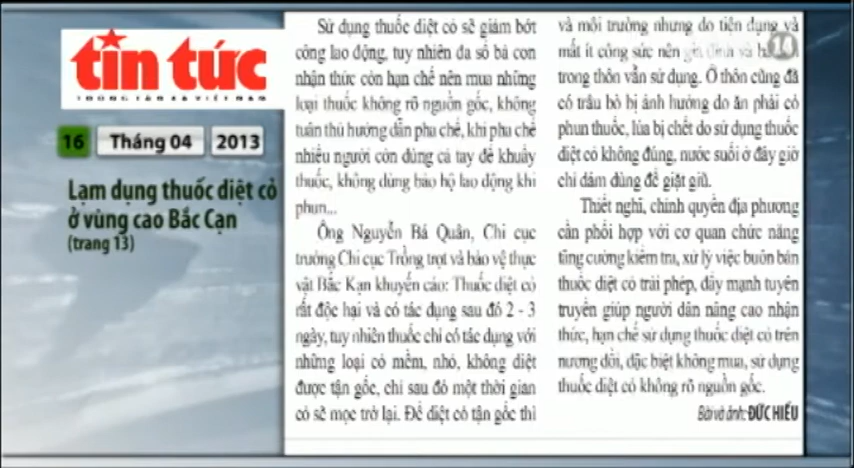 tin tức
THÔNG TẤN XÃ VIỆT NAM
16 Tháng 04 2013
Lạm dụng thuốc diệt cỏ
ở vùng cao Bắc Cạn
(trang 13)
Sử dụng thuốc diệt cỏ sẽ giảm bớt
công lao động, tuy nhiên đa số bà con
nhận thức còn hạn chế nên mua những
loại thuốc không rõ nguồn gốc, không
tuân thủ hướng dẫn pha chế, khi pha chế
nhiều người còn dùng cả tay để khuấy
thuốc, không dùng bảo hộ lao động khi
phun...
Ông Nguyễn Bá Quân, Chi cục
trưởng Chi cục Trồng trọt và bảo vệ thực
vật Bắc Kạn khuyến cáo: Thuốc diệt cỏ
rất độc hại và có tác dụng sau đó 2 - 3
ngày, tuy nhiên thuốc chỉ có tác dụng với
những loại cỏ mềm, nhỏ, không diệt
được tận gốc, chỉ sau đó một thời gian
cỏ sẽ mọc trở lại. Để diệt cỏ tận gốc thì
và môi trường nhưng do tiện dụng và
mất ít công sức nên gia đình và
trong thôn vẫn sử dụng. Ở thôn cũng đã
có trâu bò bị ảnh hưởng do ăn phải cỏ
phun thuốc, lúa bị chết do sử dụng thuốc
diệt cỏ không đúng, nước suối ở đây giờ
chỉ dám dùng để giặt giũ.
Thiết nghĩ, chính quyền địa phương
cần phối hợp với cơ quan chức năng
tăng cường kiểm tra, xử lý việc buôn bán
thuốc diệt cỏ trái phép, đẩy mạnh tuyên
truyền giúp người dân nâng cao nhận
thức, hạn chế sử dụng thuốc diệt cỏ trên
nương đồi, đặc biệt không mua, sử dụng
thuốc diệt cỏ không rõ nguồn gốc.
Bài và ảnh: ĐỨC HIẾU